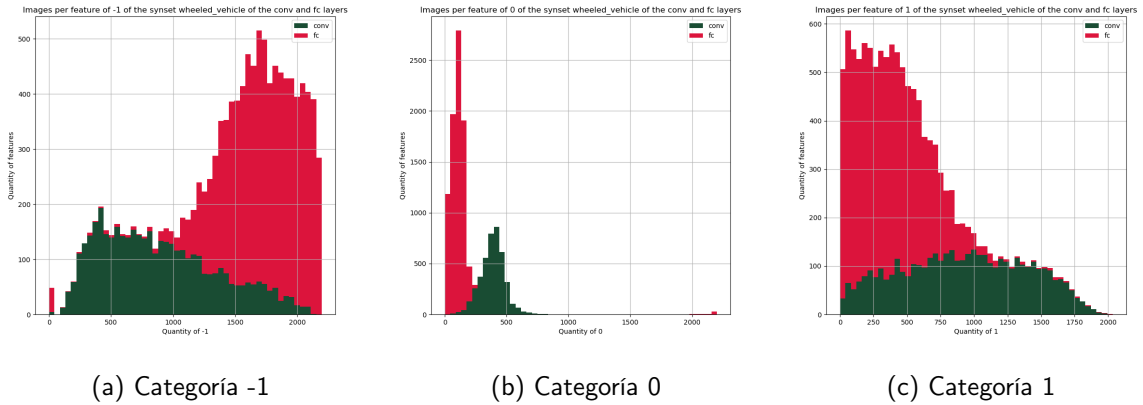 Images per feature of -1 of the synset wheeled_vehicle of the conv and fc layers
conv
fc
Quantity of features
500
400
300
200
100
0
0
500
1000
1500
2000
Quantity of -1
(a) Categoría -1
Images per feature of 0 of the synset wheeled_vehicle of the conv and fc layers
conv
fc
Quantity of features
2500
2000
1500
1000
500
0
0
500
1000
1500
2000
Quantity of 0
(b) Categoría 0
Images per feature of 1 of the synset wheeled_vehicle of the conv and fc layers
conv
fc
Quantity of features
600
500
400
300
200
100
0
0
250
500
750
1000
1250
1500
1750
2000
Quantity of 1
(c) Categoría 1